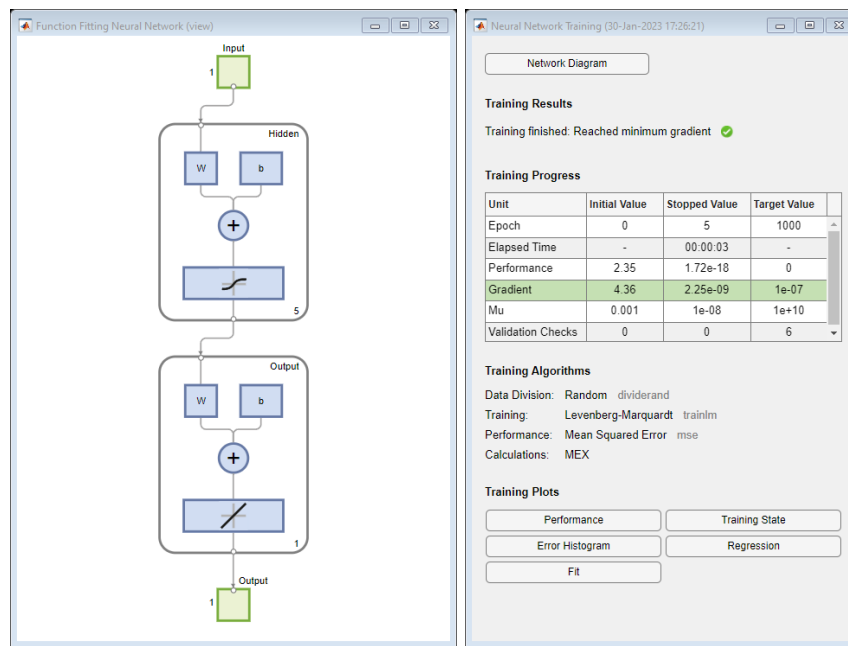 Function Fitting Neural Network (view)
Input
1
Hidden
W
b
+
5
Output
W
b
+
1
Output
1
Neural Network Training (30-Jan-2023 17:26:21)
Network Diagram
Training Results
Training finished: Reached minimum gradient
Training Progress
Unit Initial Value Stopped Value Target Value
Epoch 0 5 1000
Elapsed Time - 00:00:03 -
Performance 2.35 1.72e-18 0
Gradient 4.36 2.25e-09 1e-07
Mu 0.001 1e-08 1e+10
Validation Checks 0 0 6
Training Algorithms
Data Division: Random dividerand
Training: Levenberg-Marquardt trainlm
Performance: Mean Squared Error mse
Calculations: MEX
Training Plots
Performance Training State
Error Histogram Regression
Fit